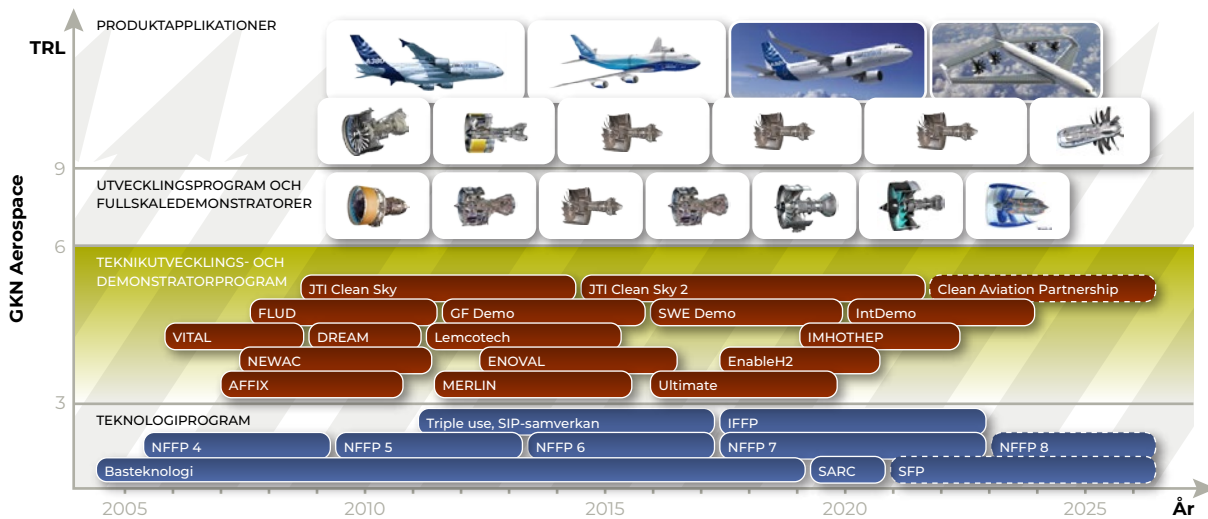 PRODUKTAPPLIKATIONER
TRL
A380
GKN Aerospace
9
UTVECKLINGSPROGRAM OCH
FULLSKALEDEMONSTRATORER
6
TEKNIKUTVECKLINGS- OCH
DEMONSTRATORPROGRAM
JTI Clean Sky
JTI Clean Sky 2
Clean Aviation Partnership
FLUD
GF Demo
SWE Demo
IntDemo
VITAL
DREAM
Lemcotech
IMHOTHEP
NEWAC
ENOVAL
EnableH2
AFFIX
MERLIN
Ultimate
3
TEKNOLOGIPROGRAM
Triple use, SIP-samverkan
IFFP
NFFP 4
NFFP 5
NFFP 6
NFFP 7
NFFP 8
Basteknologi
SARC
SFP
2005
2010
2015
2020
2025
År